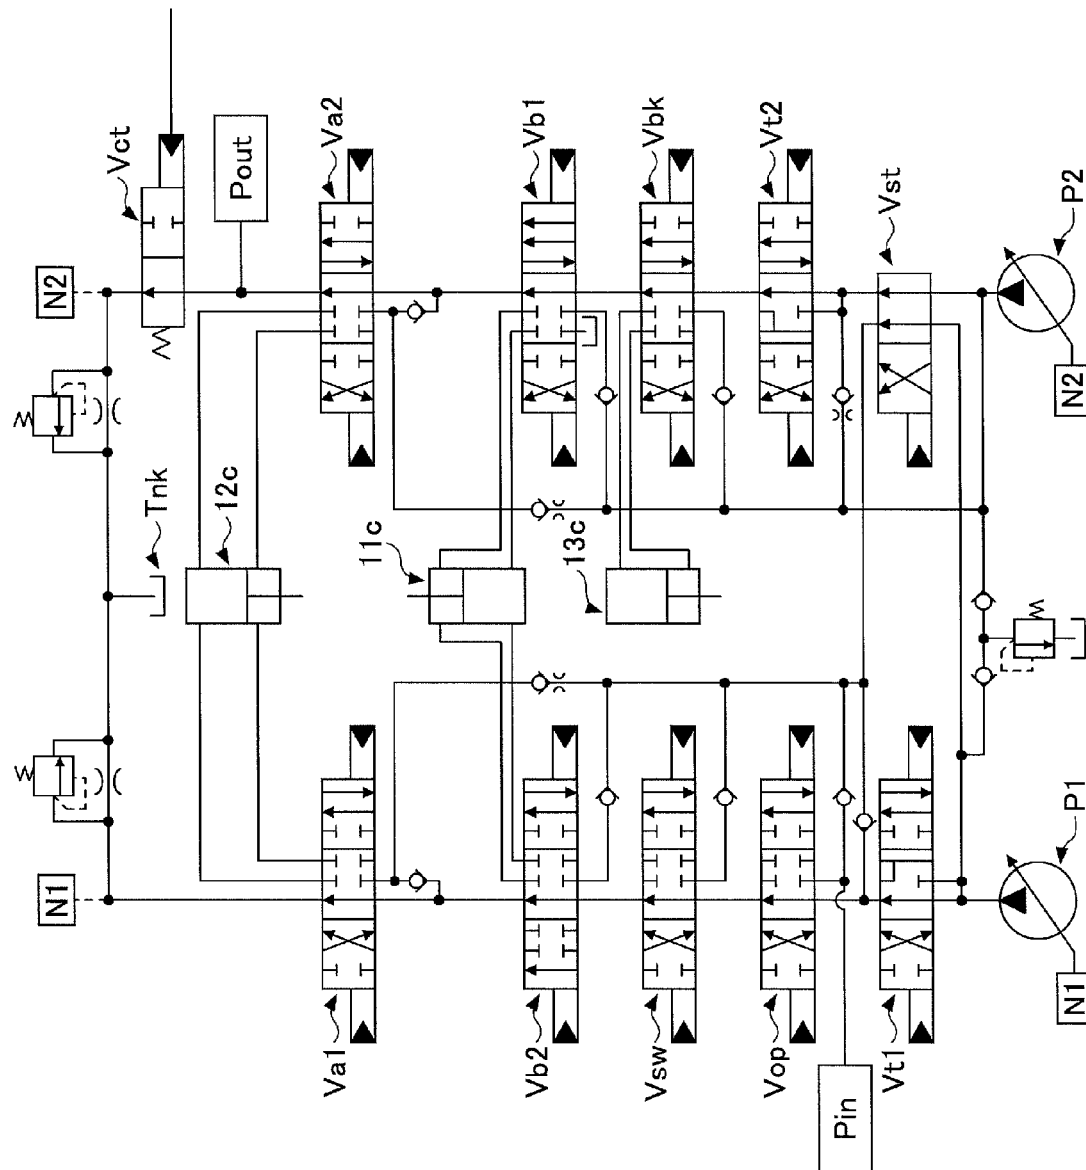 Vct
N2
Pout
Va2
Vb1
Vbk
Vt2
Vst
P2
N2
Tnk
12c
11c
13c
N1
Va1
Vb2
Vsw
Vop
Vt1
Pin
P1
N1